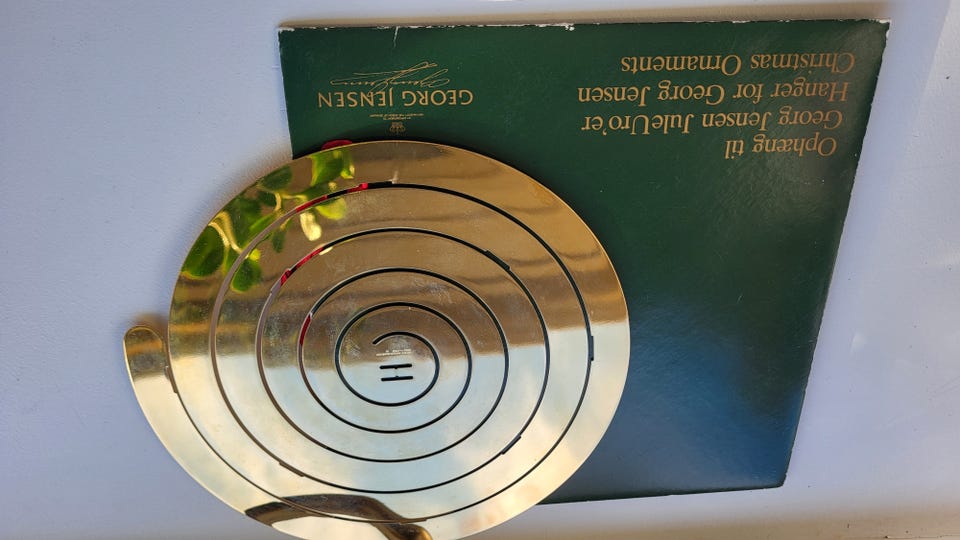 Ophæng til
Georg Jensen JuleUro'er
Hanger for Georg Jensen
Christmas Ornaments
GEORG JENSEN